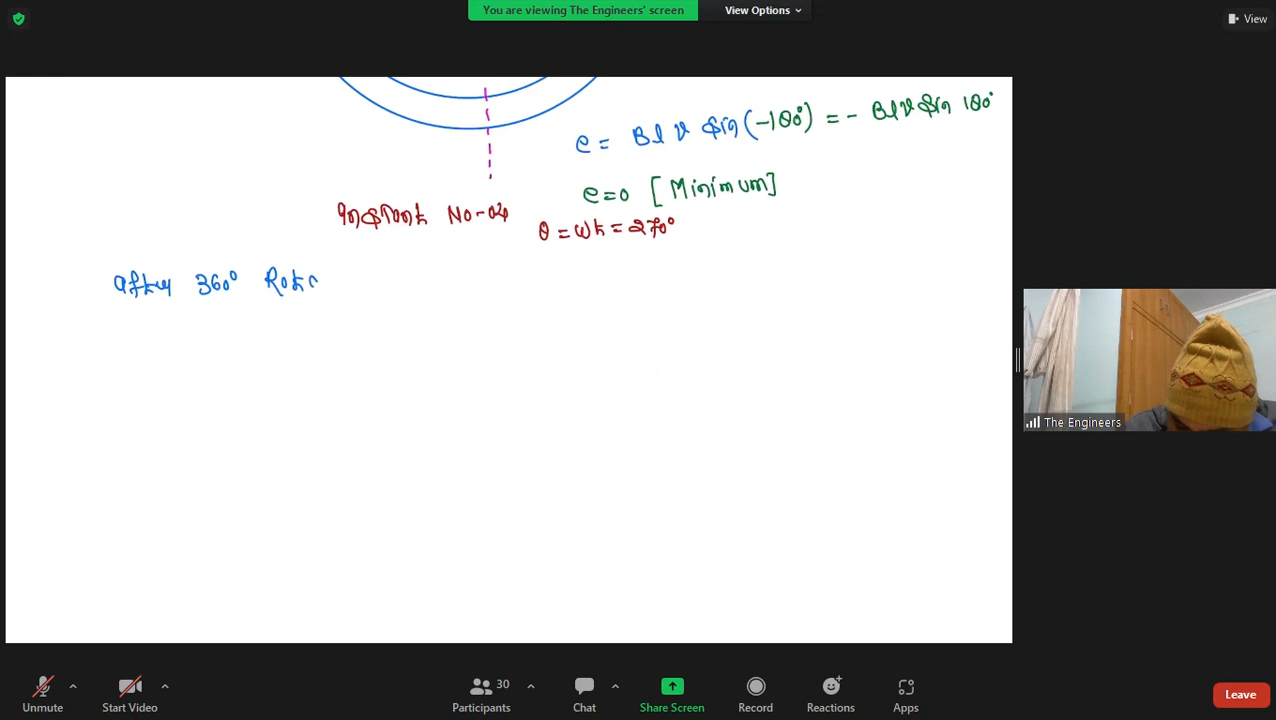 You are viewing The Engineers' screen
View Options
View
e = Blv Sin(-180°) = - Blv Sin 180°
e=0 [Minimum]
Instant No-04
θ = wt = 270°
after 360° Rota
The Engineers
30
Unmute
Start Video
Participants
Chat
Share Screen
Record
Reactions
Apps
Leave